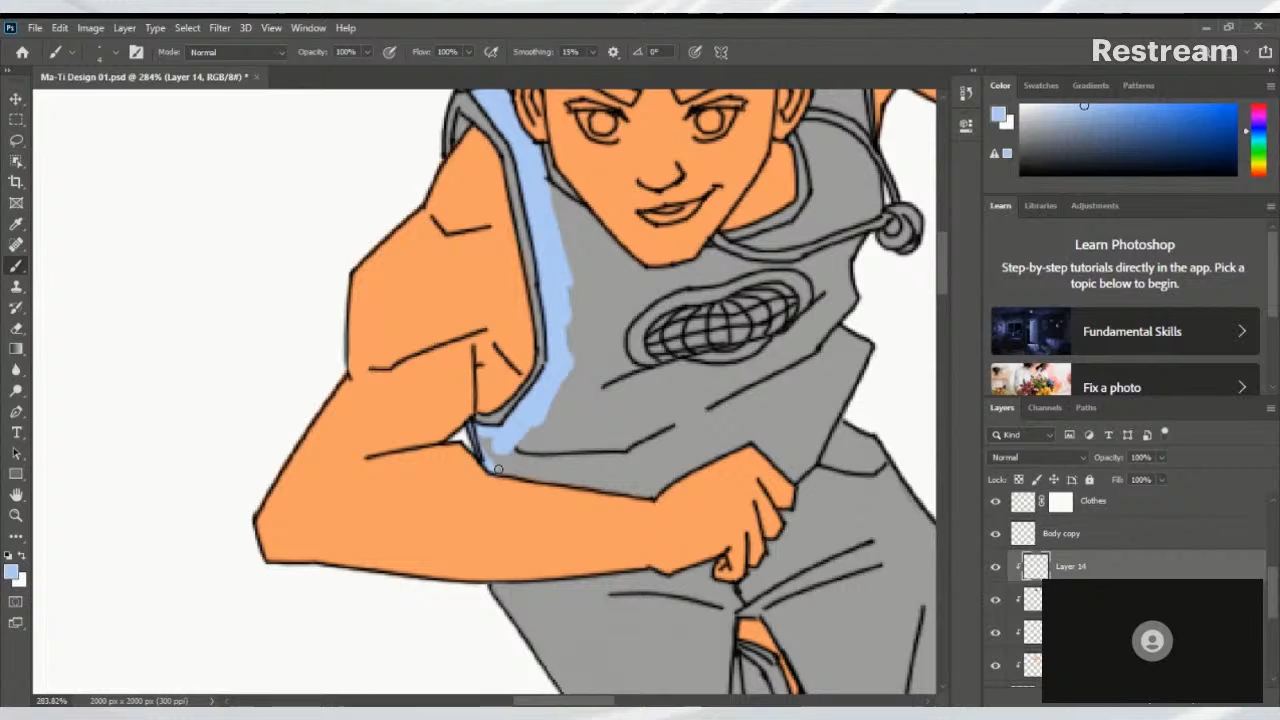 File Edit Image Layer Type Select Filter 3D View Window Help
Restream
4 Mode: Normal Opacity: 100% Flow: 100% Smoothing: 15% 0°
Ma-Ti Design 01.psd @ 284% (Layer 14, RGB/8#) * ×
Color Swatches Gradients Patterns
Learn Libraries Adjustments
Learn Photoshop
Step-by-step tutorials directly in the app. Pick a
topic below to begin.
Fundamental Skills
Fix a photo
Layers Channels Paths
Kind
Normal Opacity: 100%
Lock: Fill: 100%
Clothes
Body copy
Layer 14
283.82% 2000 px x 2000 px (300 ppi)